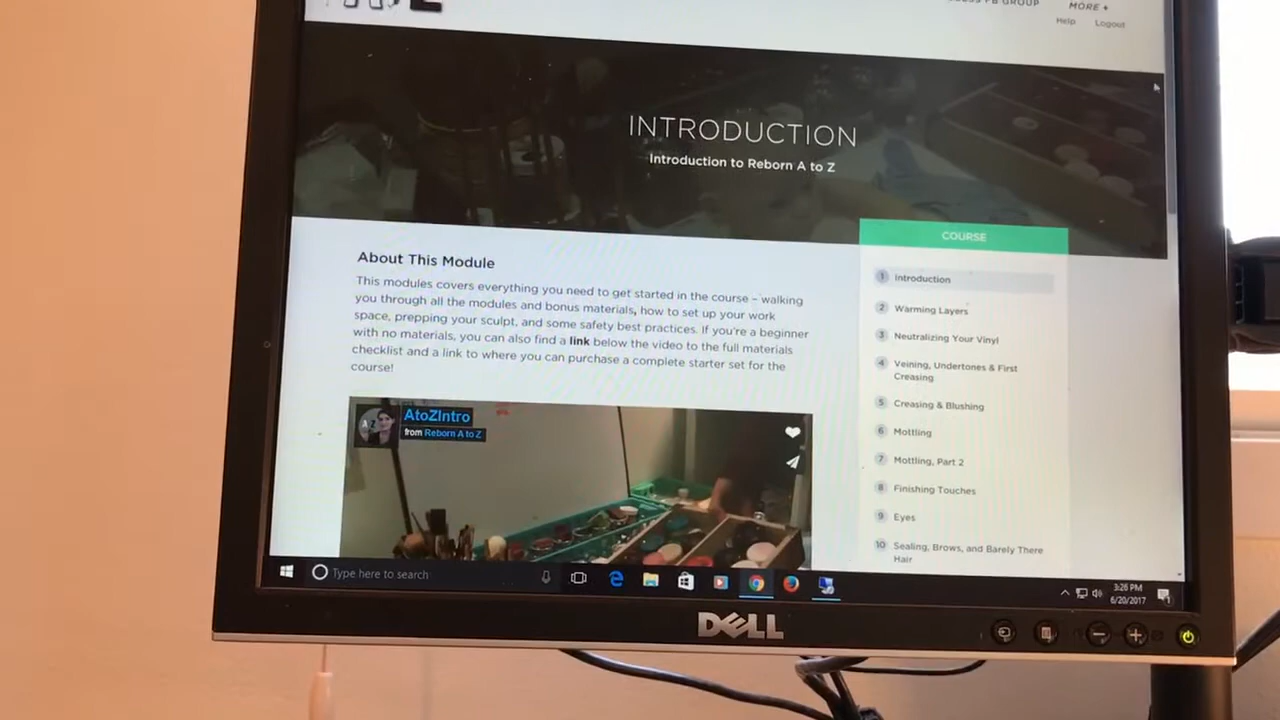 FB GROUP
MORE +
Help
Logout
INTRODUCTION
Introduction to Reborn A to Z
COURSE
About This Module
This modules covers everything you need to get started in the course – walking
you through all the modules and bonus materials, how to set up your work
space, prepping your sculpt, and some safety best practices. If you're a beginner
with no materials, you can also find a link below the video to the full materials
checklist and a link to where you can purchase a complete starter set for the
course!
1 Introduction
2 Warming Layers
3 Neutralizing Your Vinyl
4 Veining, Undertones & First
Creasing
5 Creasing & Blushing
6 Mottling
7 Mottling, Part 2
8 Finishing Touches
9 Eyes
10 Sealing, Brows, and Barely There
Hair
A Z
AtoZIntro
from Reborn A to Z
Type here to search
3:26 PM
6/20/2017
DELL